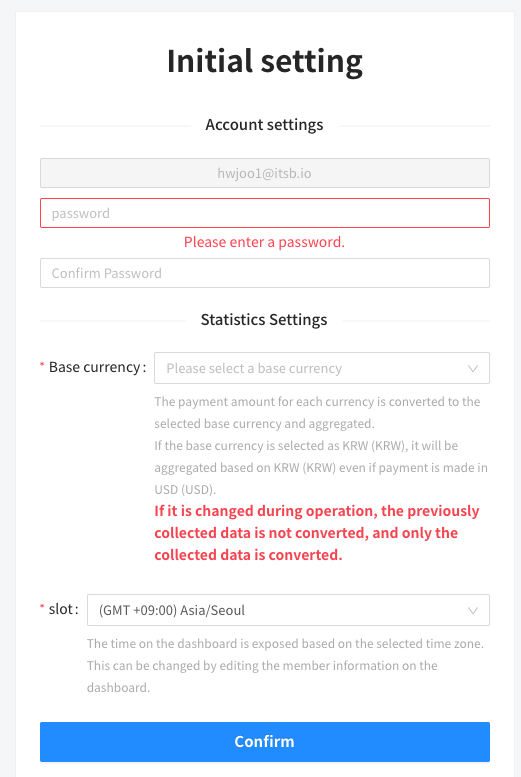 Initial setting
Account settings
hwjoo1@itsb.io
password
Please enter a password.
Confirm Password
Statistics Settings
* Base currency : Please select a base currency
The payment amount for each currency is converted to the
selected base currency and aggregated.
If the base currency is selected as KRW (KRW), it will be
aggregated based on KRW (KRW) even if payment is made in
USD (USD).
If it is changed during operation, the previously
collected data is not converted, and only the
collected data is converted.
* slot : (GMT +09:00) Asia/Seoul
The time on the dashboard is exposed based on the selected time zone.
This can be changed by editing the member information on the
dashboard.
Confirm